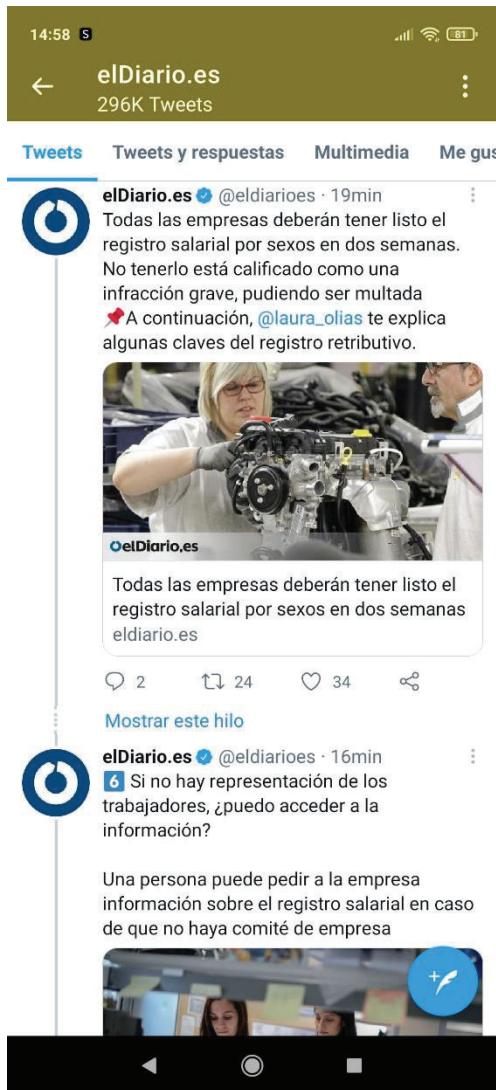 14:58 S 81
elDiario.es
296K Tweets
Tweets Tweets y respuestas Multimedia Me gus
elDiario.es @eldiarioes · 19min
Todas las empresas deberán tener listo el
registro salarial por sexos en dos semanas.
No tenerlo está calificado como una
infracción grave, pudiendo ser multada
📌A continuación, @laura_olias te explica
algunas claves del registro retributivo.
elDiario.es
Todas las empresas deberán tener listo el
registro salarial por sexos en dos semanas
eldiario.es
2 24 34
Mostrar este hilo
elDiario.es @eldiarioes · 16min
6 Si no hay representación de los
trabajadores, ¿puedo acceder a la
información?
Una persona puede pedir a la empresa
información sobre el registro salarial en caso
de que no haya comité de empresa